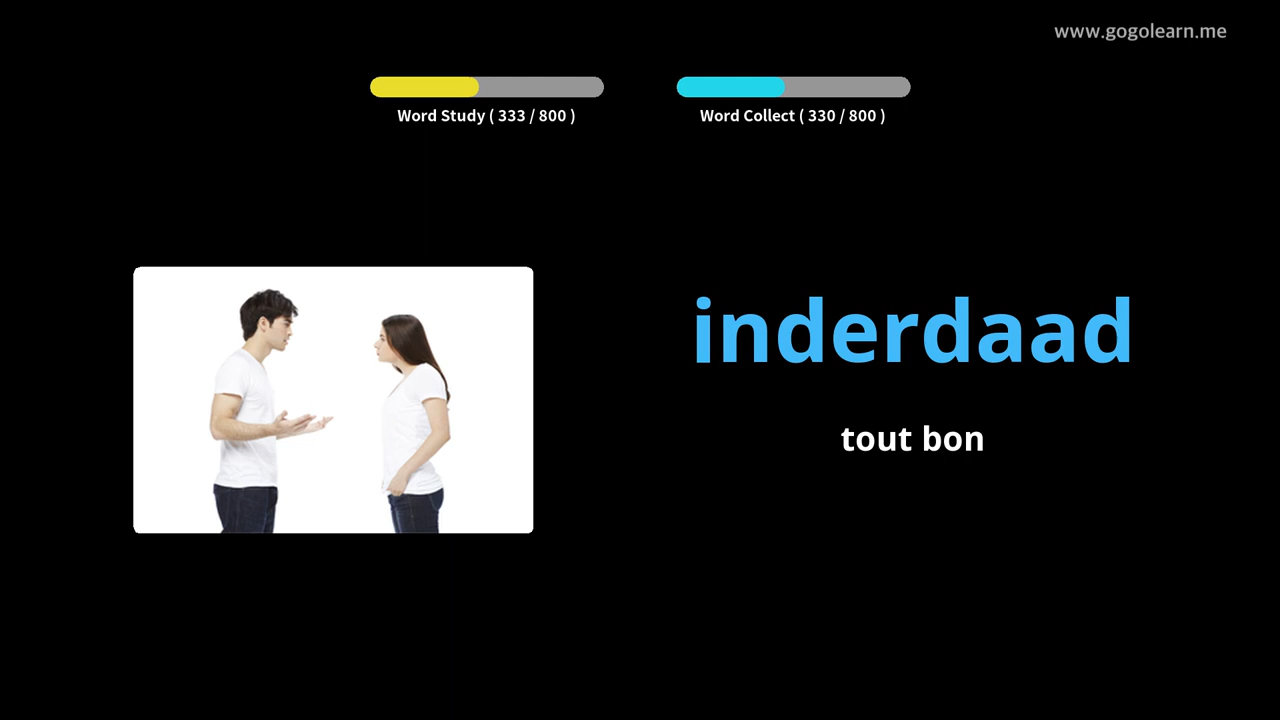 www.gogolearn.me
Word Study ( 333 / 800 )
Word Collect ( 330 / 800 )
inderdaad
tout bon